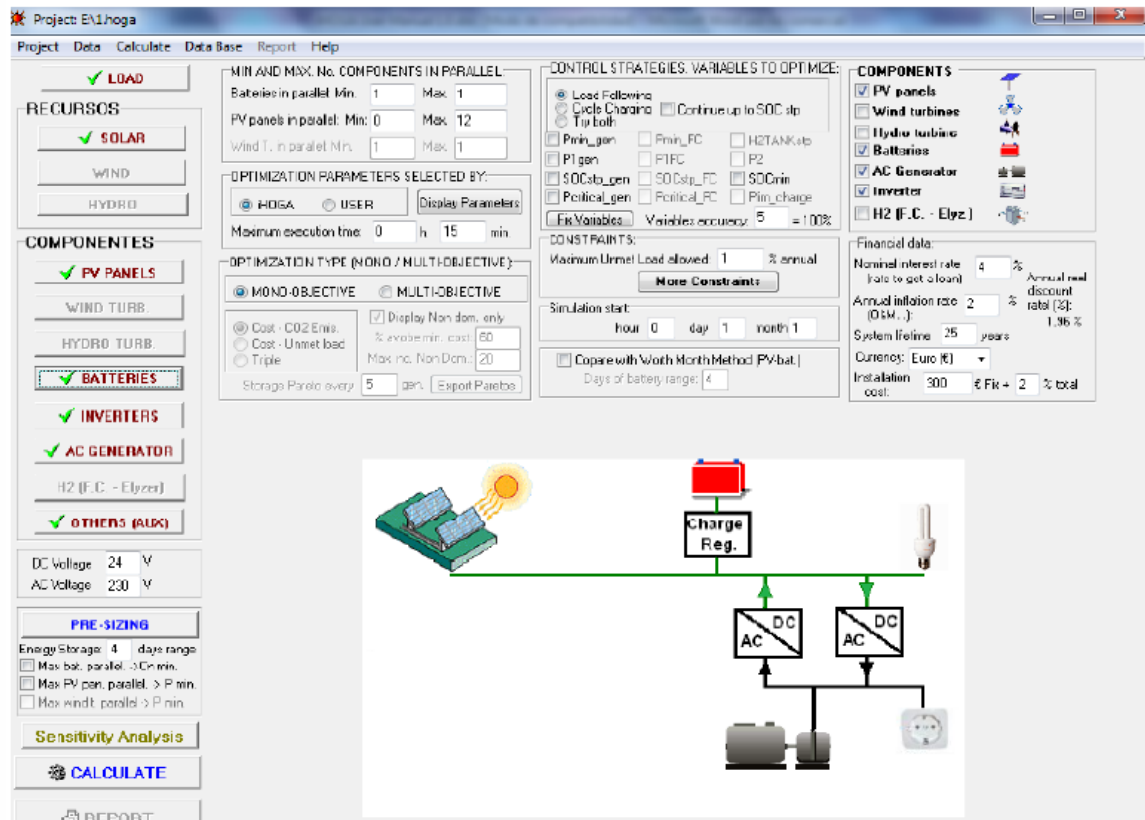 Project: E\1.hoga
Project Data Calculate Data Base Report Help
LOAD
RECURSOS
SOLAR
WIND
HYDRO
COMPONENTES
PV PANELS
WIND TURB.
HYDRO TURB.
BATTERIES
INVERTERS
AC GENERATOR
H2 (F.C. - Elyzer)
OTHERS (AUX)
DC Voltage 24 V
AC Voltage 230 V
PRE-SIZING
Energy Storage: 4 days range
Max bat. parallel. -> Cn min.
Max PV pan. parallel. > P min.
Max windt. parallel > P min
Sensitivity Analysis
CALCULATE
REPORT
MIN AND MAX. No. COMPONENTS IN PARALLEL:
Bateries in parallel: Min. 1 Max. 1
PV panels in parallel: Min: 0 Max. 12
Wind T. in parallel: Min. 1 Max. 1
OPTIMIZATION PARAMETERS SELECTED BY:
HOGA USER Display Parameters
Maximum execution time: 0 h 15 min.
OPTIMIZATION TYPE (MONO / MULTI-OBJECTIVE):
MONO-OBJECTIVE MULTI-OBJECTIVE
Display Non dom. only
Cost - CO2 Emis.
% above min. cost: 60
Cost - Unmet load
Triple
Max no. Non Dom.: 20
Storage Pareto every 5 gen. Export Paretos
CONTROL STRATEGIES. VARIABLES TO OPTIMIZE:
Load Following
Cycle Charging Continue up to SOC stp
Try both
Pmin_gen Pmin_FC H2TANKstp
P1gen P1FC P2
SOCstp_gen SOCstp_FC SOCmin
Pcritical_gen Pcritical_FC Plim_charge
Fix Variables Variables accuracy: 5 = 100%
CONSTRAINTS:
Maximum Unmet Load allowed: 1 % annual
More Constraints
Simulation start:
hour 0 day 1 month 1
Copare with Worth Month Method (PV-bat.)
Days of battery range: 4
COMPONENTS
PV panels
Wind turbines
Hydro turbine
Batteries
AC Generator
Inverter
H2 (F.C. - Elyz.)
Financial data:
Nominal interest rate 4 %
(rate to get a loan)
Annual inflation rate 2 %
(O&M...):
Annual real
discount
rate| [%]:
1,96 %
System lifetime 25 years
Currency: Euro (€)
Installation
cost: 300 € Fix + 2 % total
Charge
Reg.
DC
AC
DC
AC